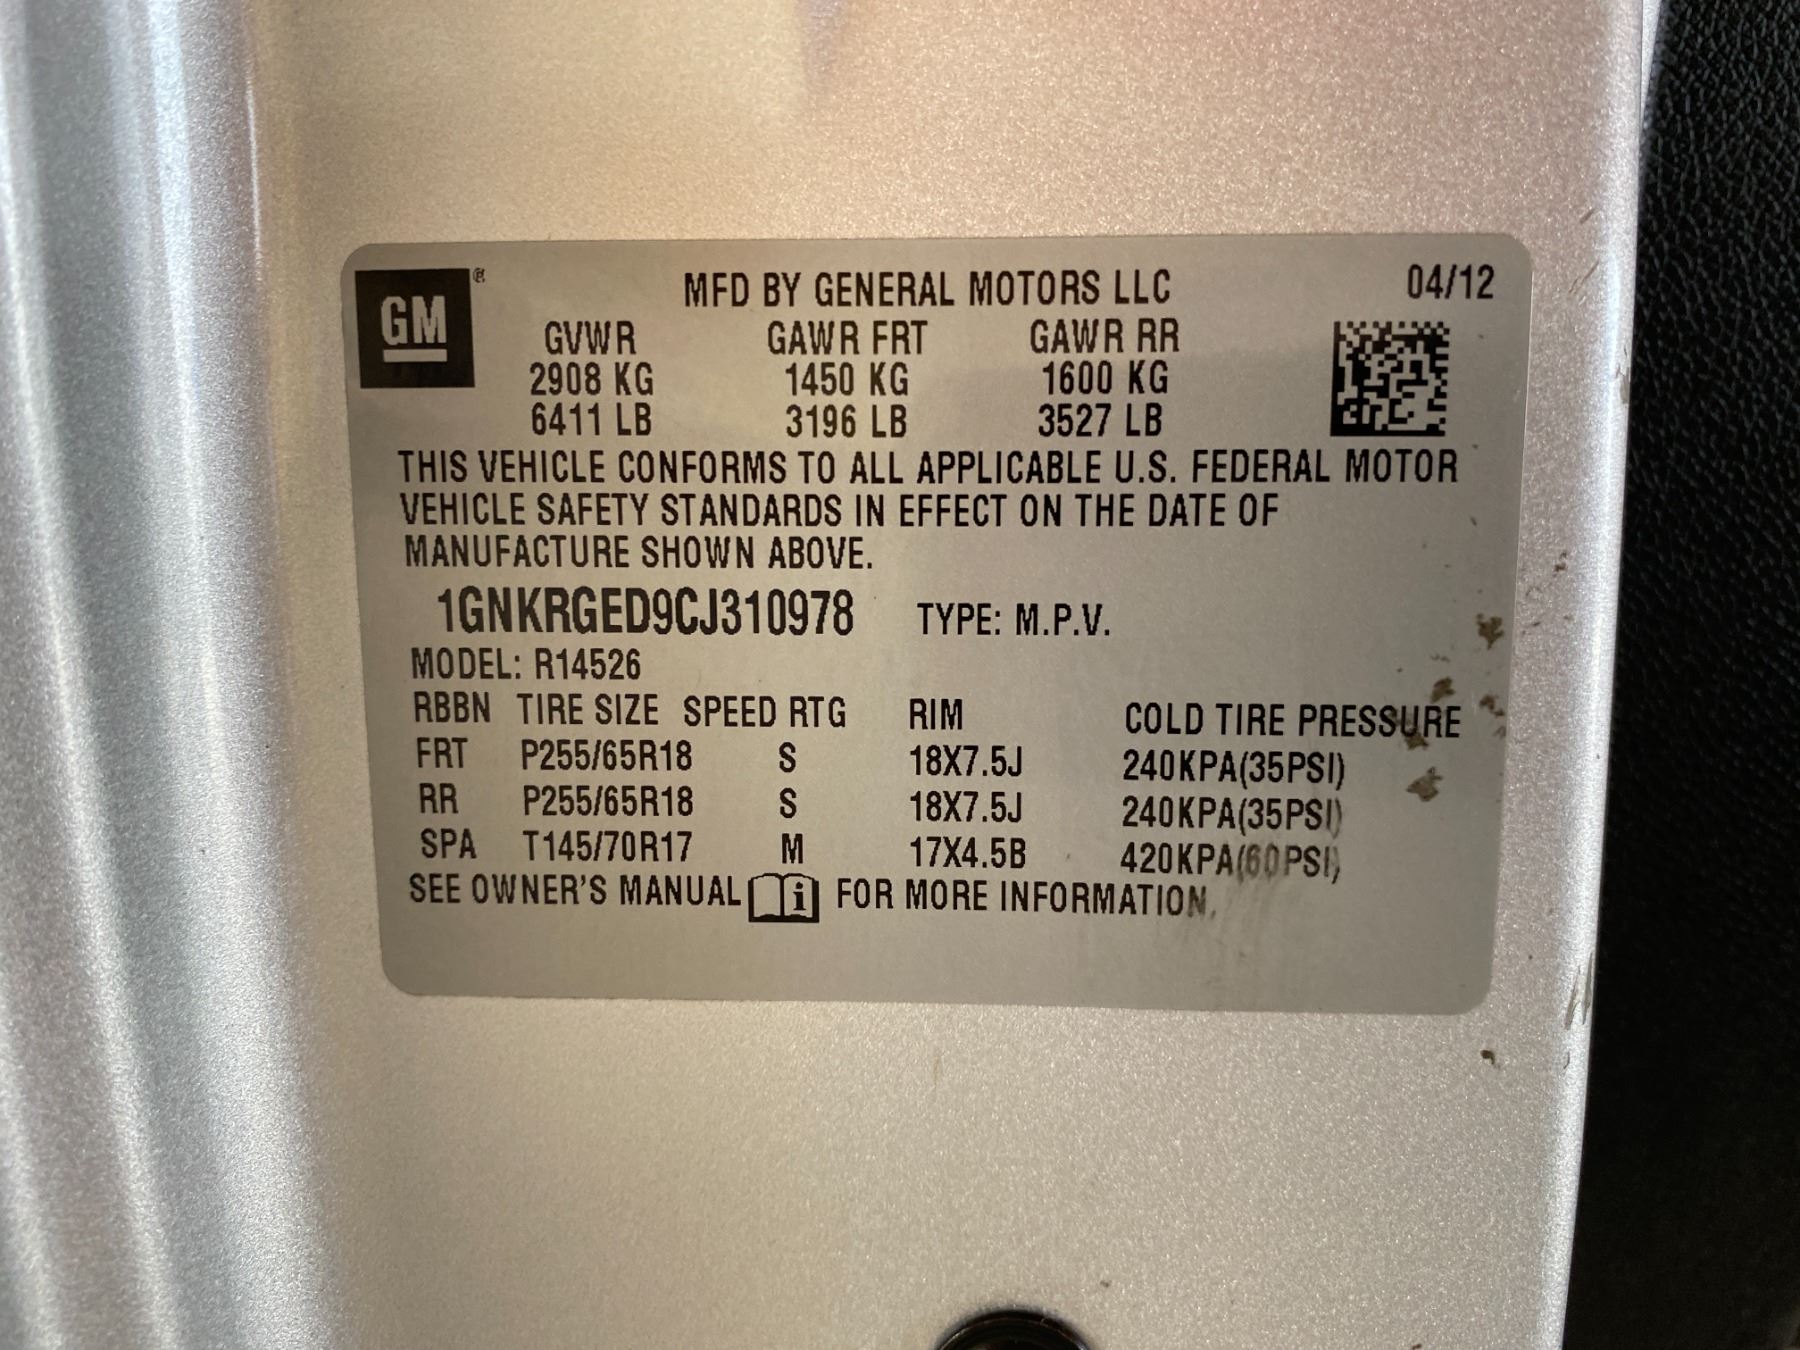 GM ®
MFD BY GENERAL MOTORS LLC 04/12
GVWR GAWR FRT GAWR RR
2908 KG 1450 KG 1600 KG
6411 LB 3196 LB 3527 LB
THIS VEHICLE CONFORMS TO ALL APPLICABLE U.S. FEDERAL MOTOR
VEHICLE SAFETY STANDARDS IN EFFECT ON THE DATE OF
MANUFACTURE SHOWN ABOVE.
1GNKRGED9CJ310978 TYPE: M.P.V.
MODEL: R14526
RBBN TIRE SIZE SPEED RTG RIM COLD TIRE PRESSURE
FRT P255/65R18 S 18X7.5J 240KPA(35PSI)
RR P255/65R18 S 18X7.5J 240KPA(35PSI)
SPA T145/70R17 M 17X4.5B 420KPA(60PSI)
SEE OWNER'S MANUAL i FOR MORE INFORMATION.